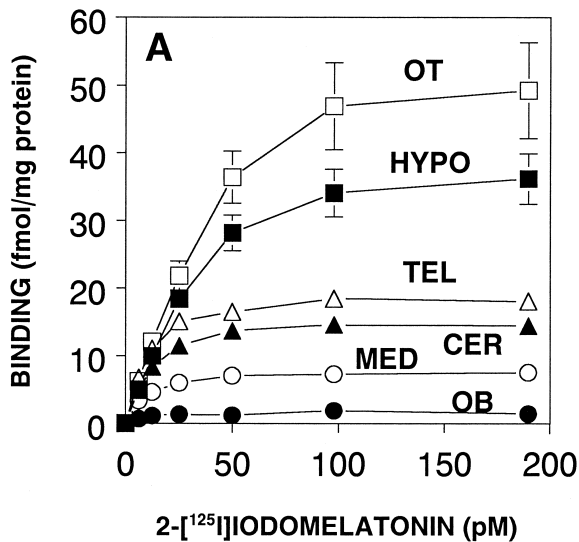 A
60
50
40
30
20
10
0
BINDING (fmol/mg protein)
OT
HYPO
TEL
CER
MED
OB
0 50 100 150 200
2-[¹²⁵I]IODOMELATONIN (pM)